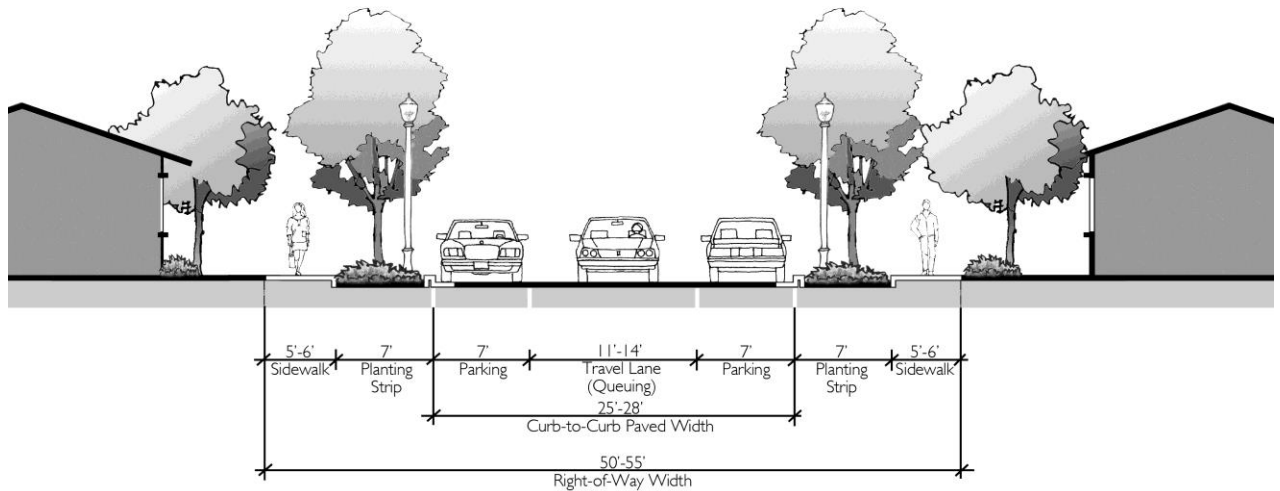 5'-6' 7' 7' 11'-14' 7' 7' 5'-6'
Sidewalk Planting Parking Travel Lane Parking Planting Sidewalk
Strip (Queuing) Strip
25'-28'
Curb-to-Curb Paved Width
50'-55'
Right-of-Way Width